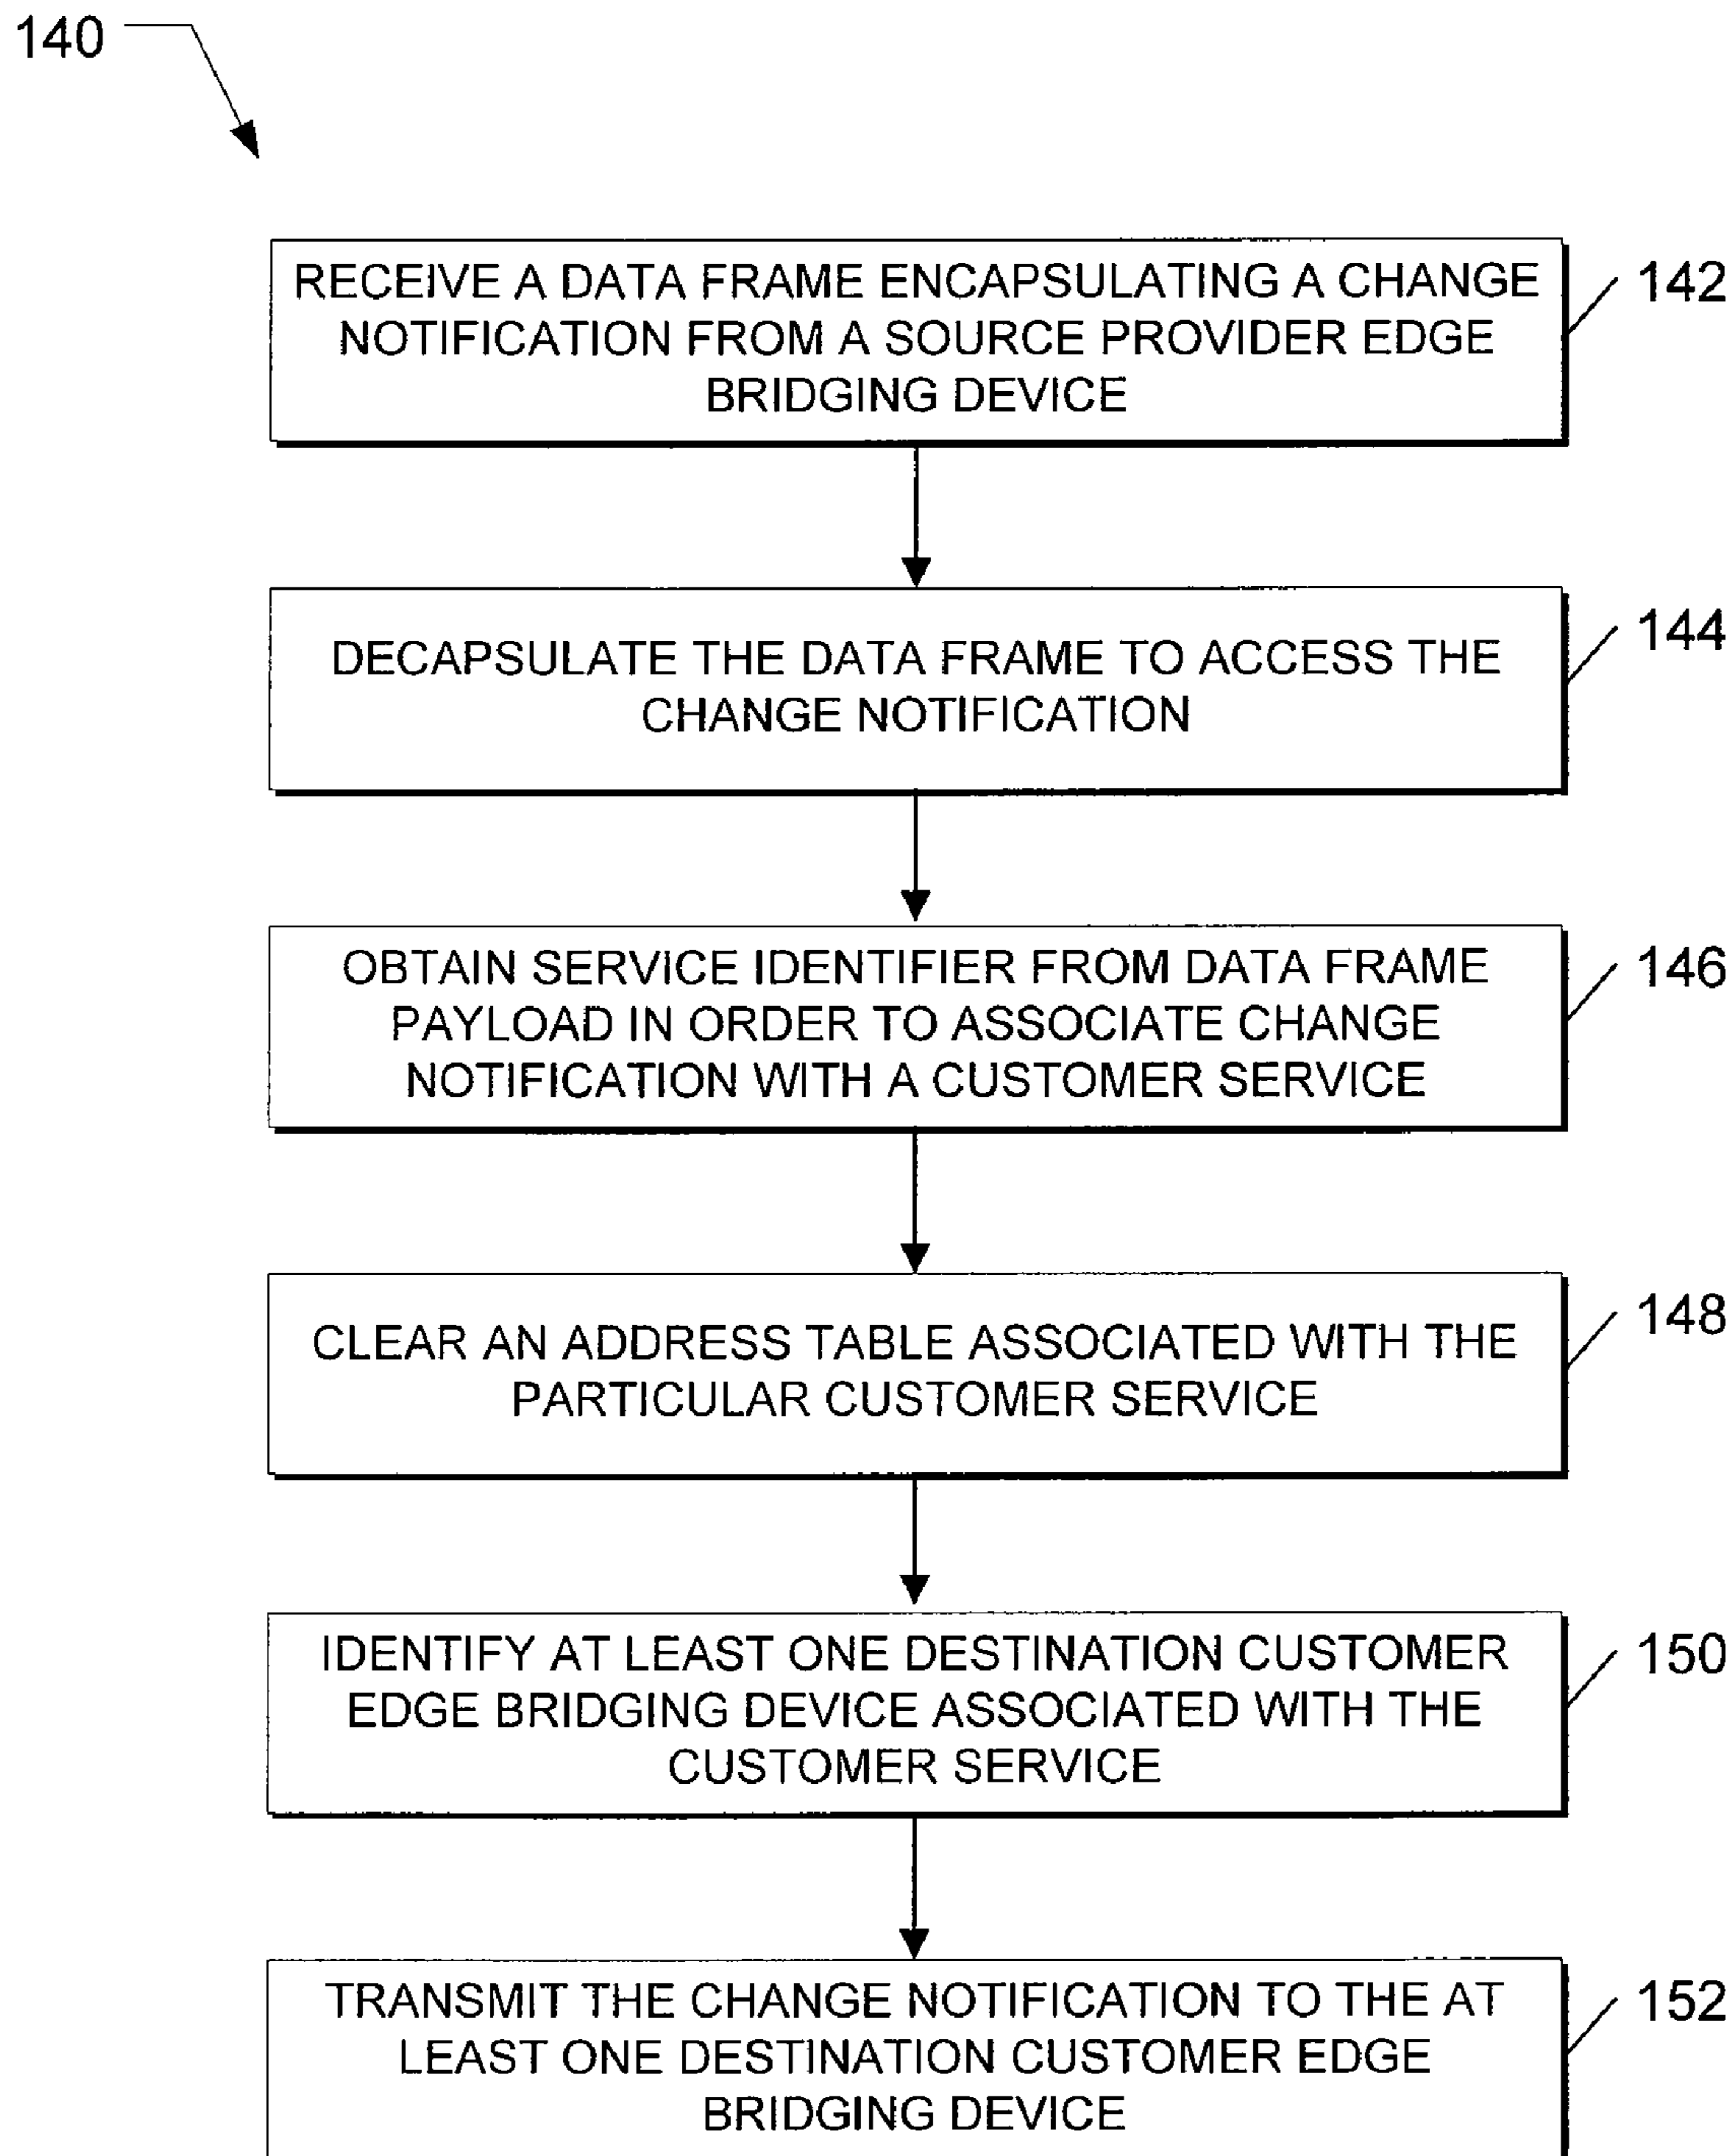 140
RECEIVE A DATA FRAME ENCAPSULATING A CHANGE
NOTIFICATION FROM A SOURCE PROVIDER EDGE
BRIDGING DEVICE
142
DECAPSULATE THE DATA FRAME TO ACCESS THE
CHANGE NOTIFICATION
144
OBTAIN SERVICE IDENTIFIER FROM DATA FRAME
PAYLOAD IN ORDER TO ASSOCIATE CHANGE
NOTIFICATION WITH A CUSTOMER SERVICE
146
CLEAR AN ADDRESS TABLE ASSOCIATED WITH THE
PARTICULAR CUSTOMER SERVICE
148
IDENTIFY AT LEAST ONE DESTINATION CUSTOMER
EDGE BRIDGING DEVICE ASSOCIATED WITH THE
CUSTOMER SERVICE
150
TRANSMIT THE CHANGE NOTIFICATION TO THE AT
LEAST ONE DESTINATION CUSTOMER EDGE
BRIDGING DEVICE
152